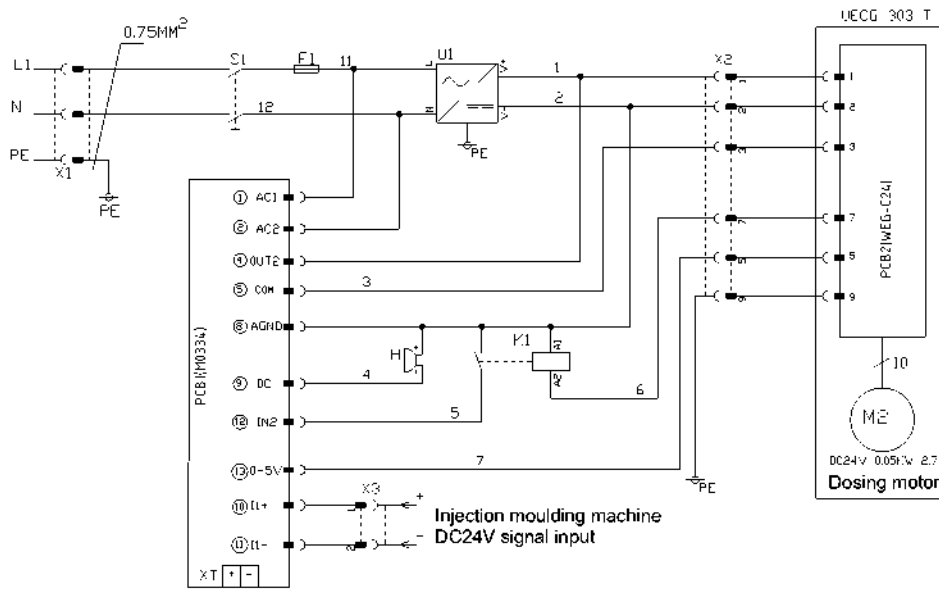 UECG 303 T
0.75MM²
L1
S1
F1
11
U1
1
X2
1
1
L
V+
N
12
N
V-
2
2
2
PE
X1
PE
3
3
PE
① AC1
② AC2
7
7
④ OUT2
5
⑤ COM
3
9
9
⑧ AGND
K1
A1
A2
H
+
-
⑨ DC
4
6
10
⑫ IN2
5
M2
⑬ 0-5V
7
PE
DC24V 0.05KW 2.7
Dosing motor
PCB1(M0334)
PCB2(WEG-C24)
⑩ I1+
1
X3
+
Injection moulding machine
DC24V signal input
⑪ I1-
2
-
XT
+
-